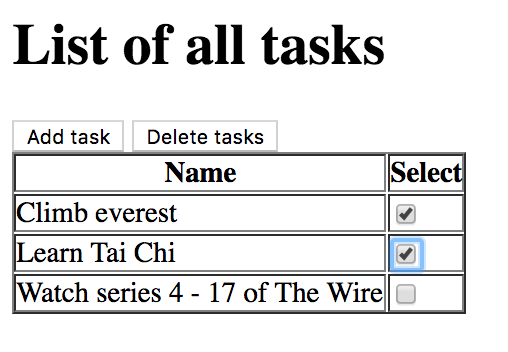 List of all tasks
Add task Delete tasks
Name Select
Climb everest
Learn Tai Chi
Watch series 4 - 17 of The Wire